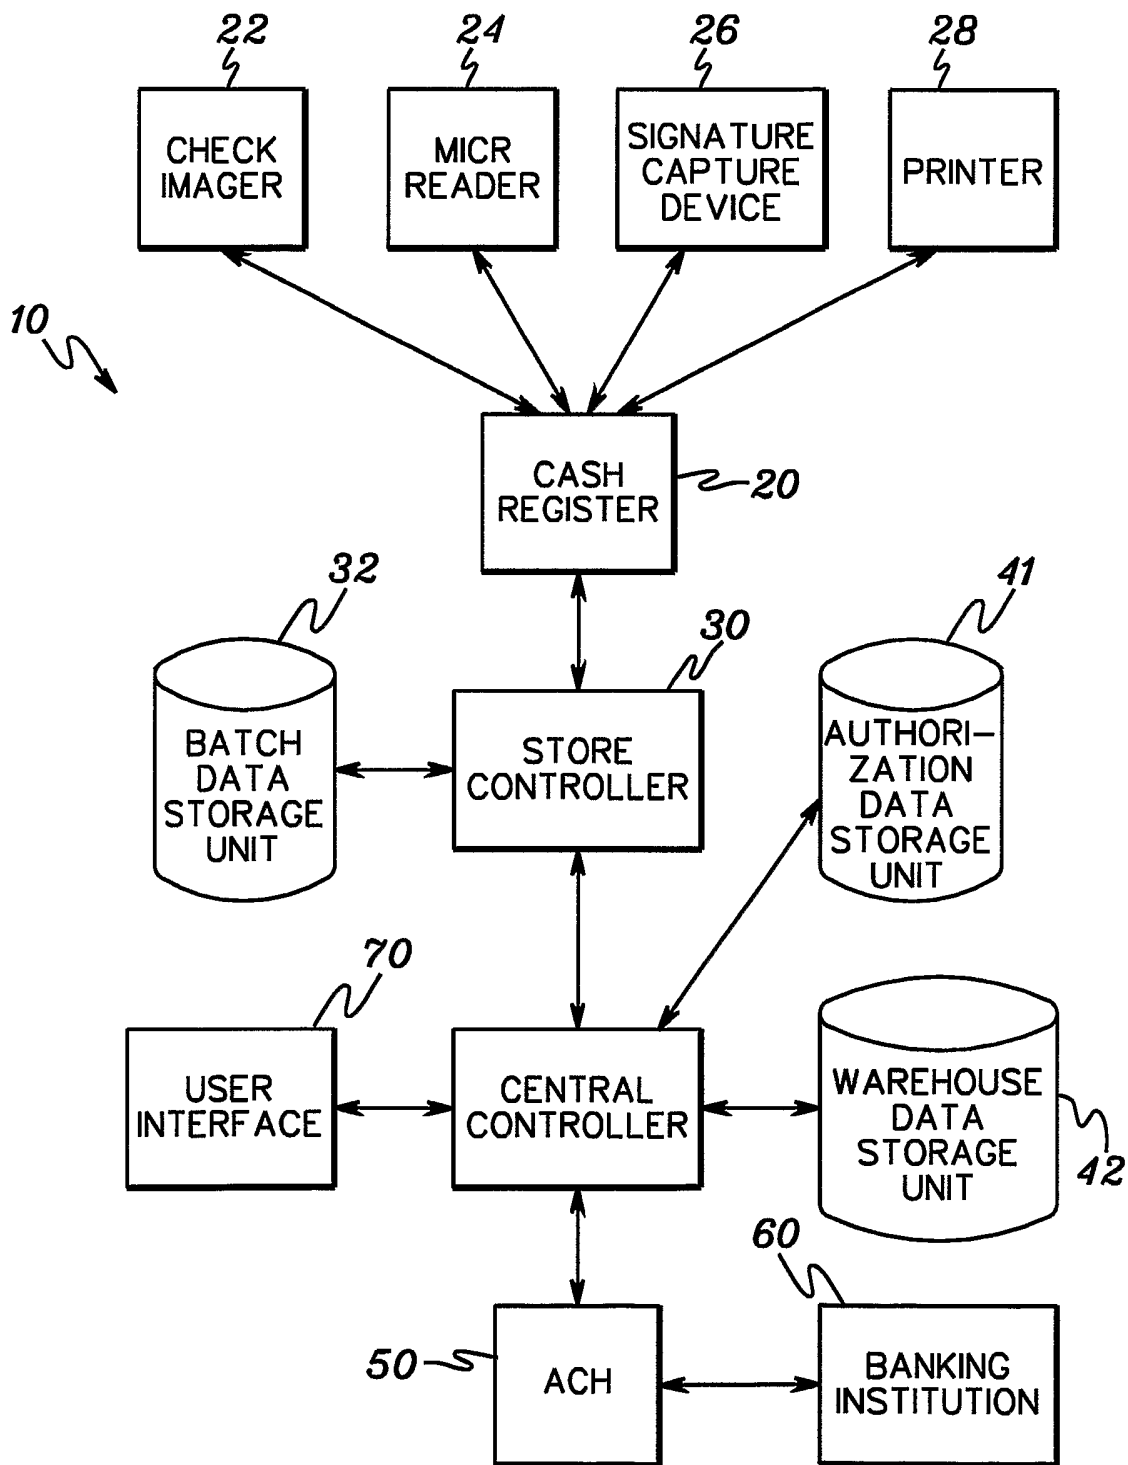 22
24
26
28
CHECK
IMAGER
MICR
READER
SIGNATURE
CAPTURE
DEVICE
PRINTER
10
CASH
REGISTER
20
32
30
41
BATCH
DATA
STORAGE
UNIT
STORE
CONTROLLER
AUTHORI-
ZATION
DATA
STORAGE
UNIT
70
USER
INTERFACE
CENTRAL
CONTROLLER
WAREHOUSE
DATA
STORAGE
UNIT
42
60
50
ACH
BANKING
INSTITUTION